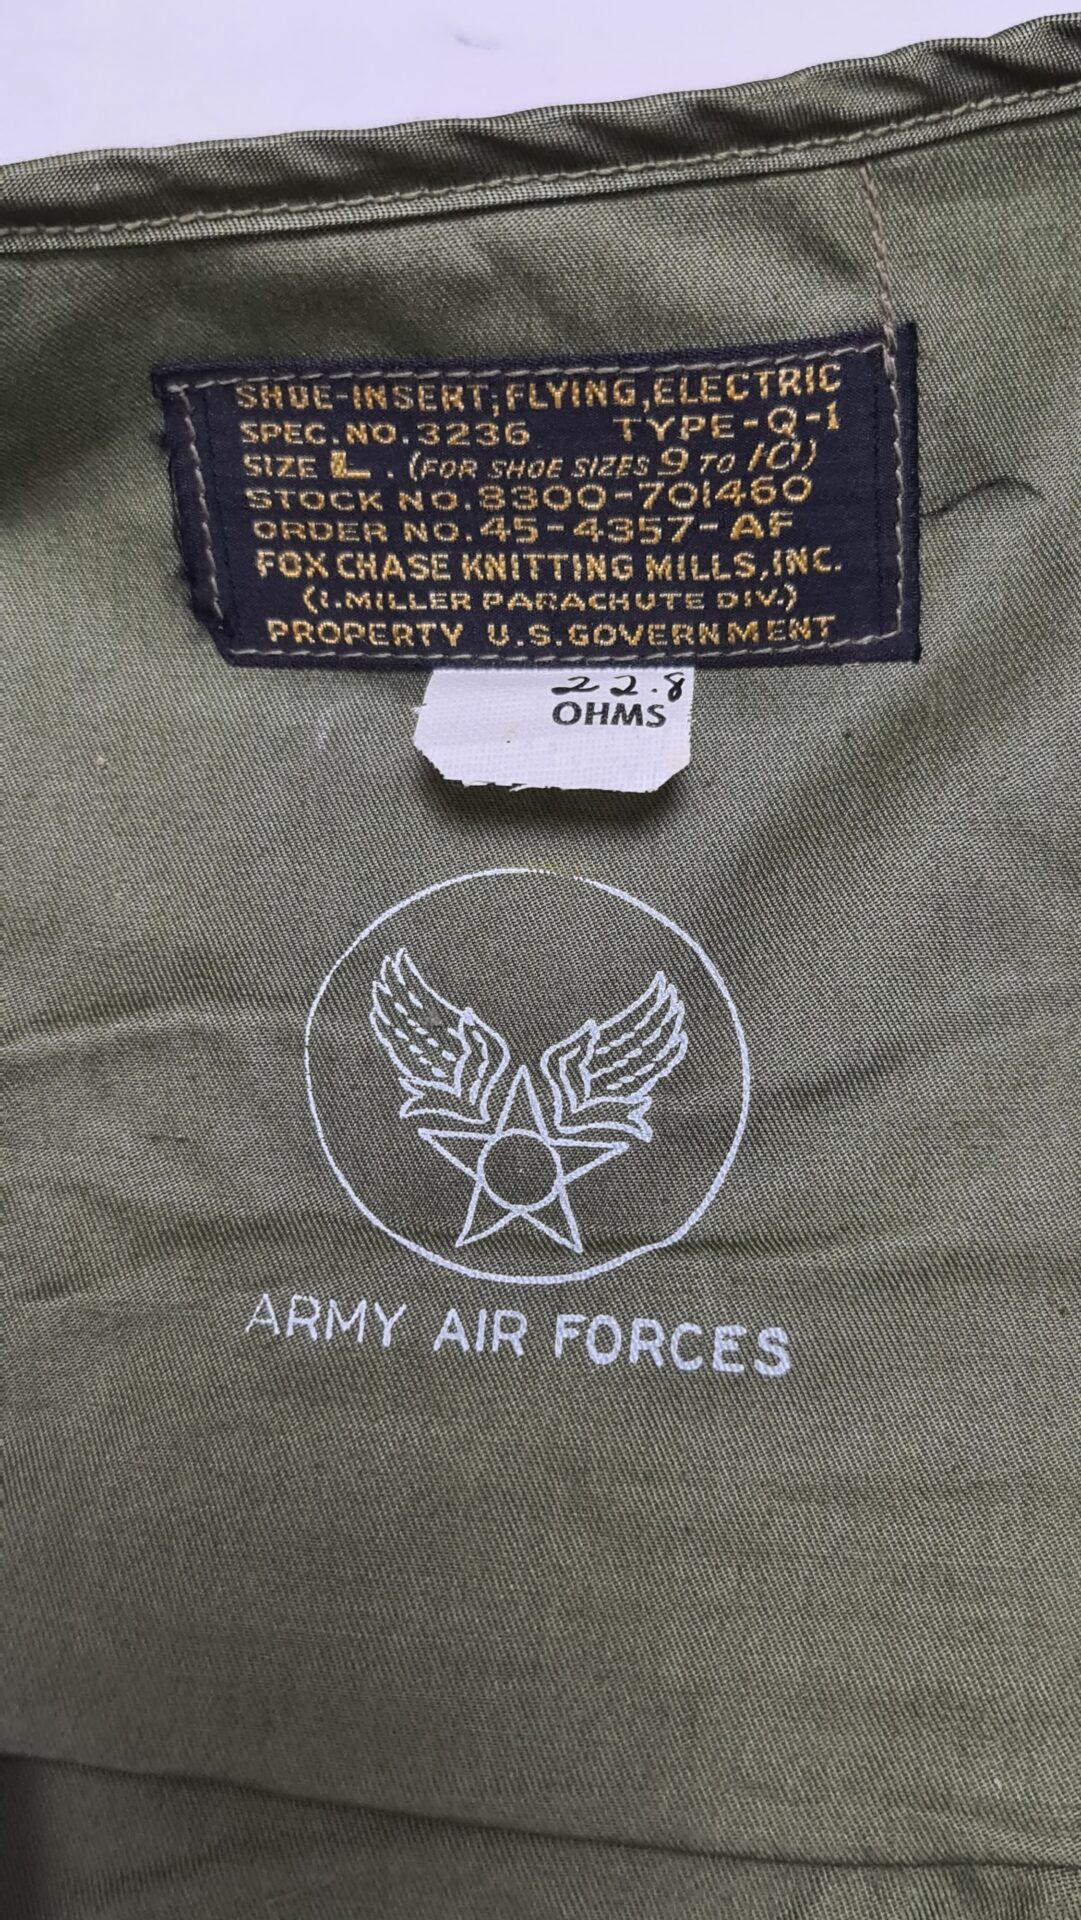 SHOE-INSERT, FLYING, ELECTRIC
SPEC. NO. 3236 TYPE-Q-1
SIZE L. (FOR SHOE SIZES 9 TO 10)
STOCK NO. 8300-701460
ORDER NO. 45-4357-AF
FOX CHASE KNITTING MILLS, INC.
(I. MILLER PARACHUTE DIV.)
PROPERTY U.S. GOVERNMENT
22.8
OHMS
ARMY AIR FORCES